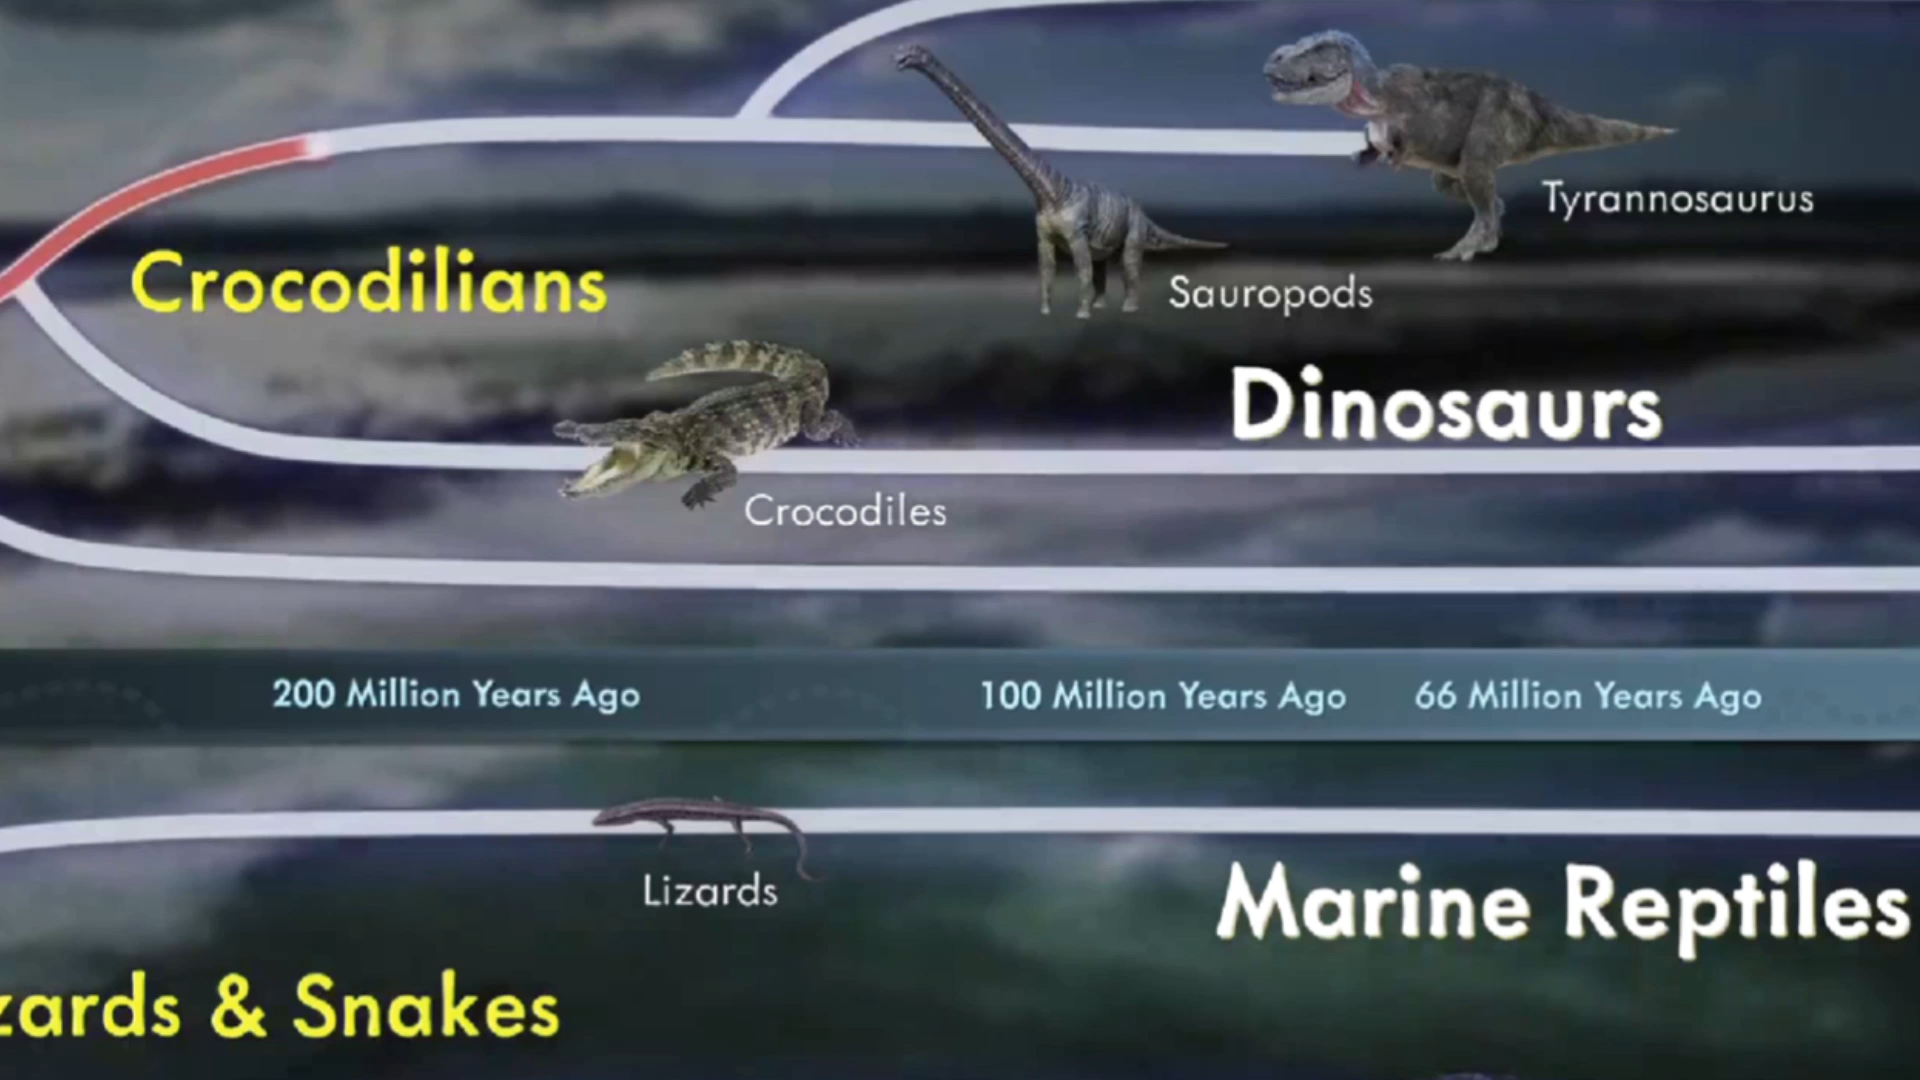 Tyrannosaurus
Crocodilians
Sauropods
Dinosaurs
Crocodiles
200 Million Years Ago
100 Million Years Ago
66 Million Years Ago
Lizards
Marine Reptiles
zards & Snakes